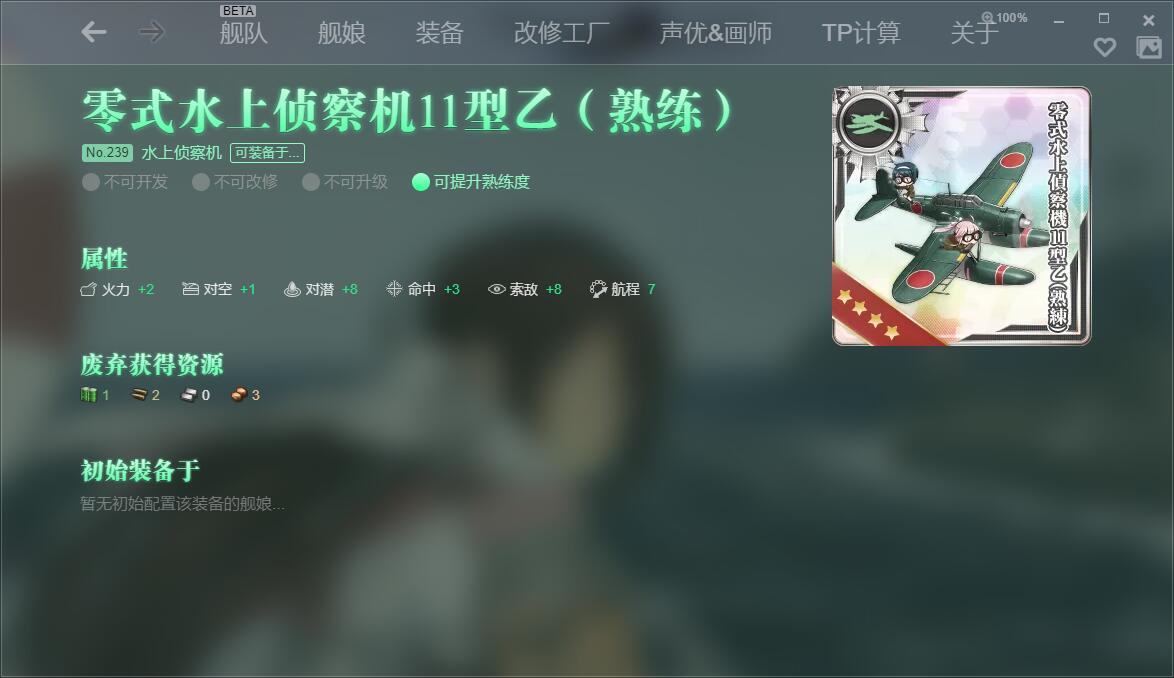 BETA
舰队 舰娘 装备 改修工厂 声优&画师 TP计算 关于 100%
零式水上侦察机11型乙（熟练）
No.239 水上侦察机 可装备于...
不可开发 不可改修 不可升级 可提升熟练度
属性
火力 +2 对空 +1 对潜 +8 命中 +3 索敌 +8 航程 7
废弃获得资源
1 2 0 3
初始装备于
暂无初始配置该装备的舰娘...
零式水上偵察機11型乙(熟練)